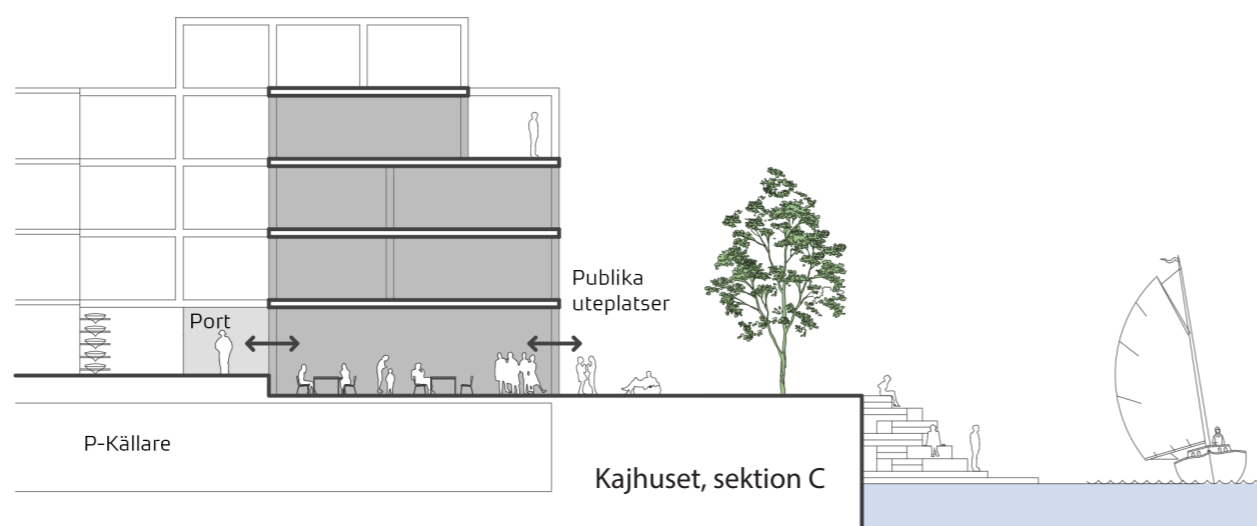 Publika
uteplatser
Port
P-Källare
Kajhuset, sektion C